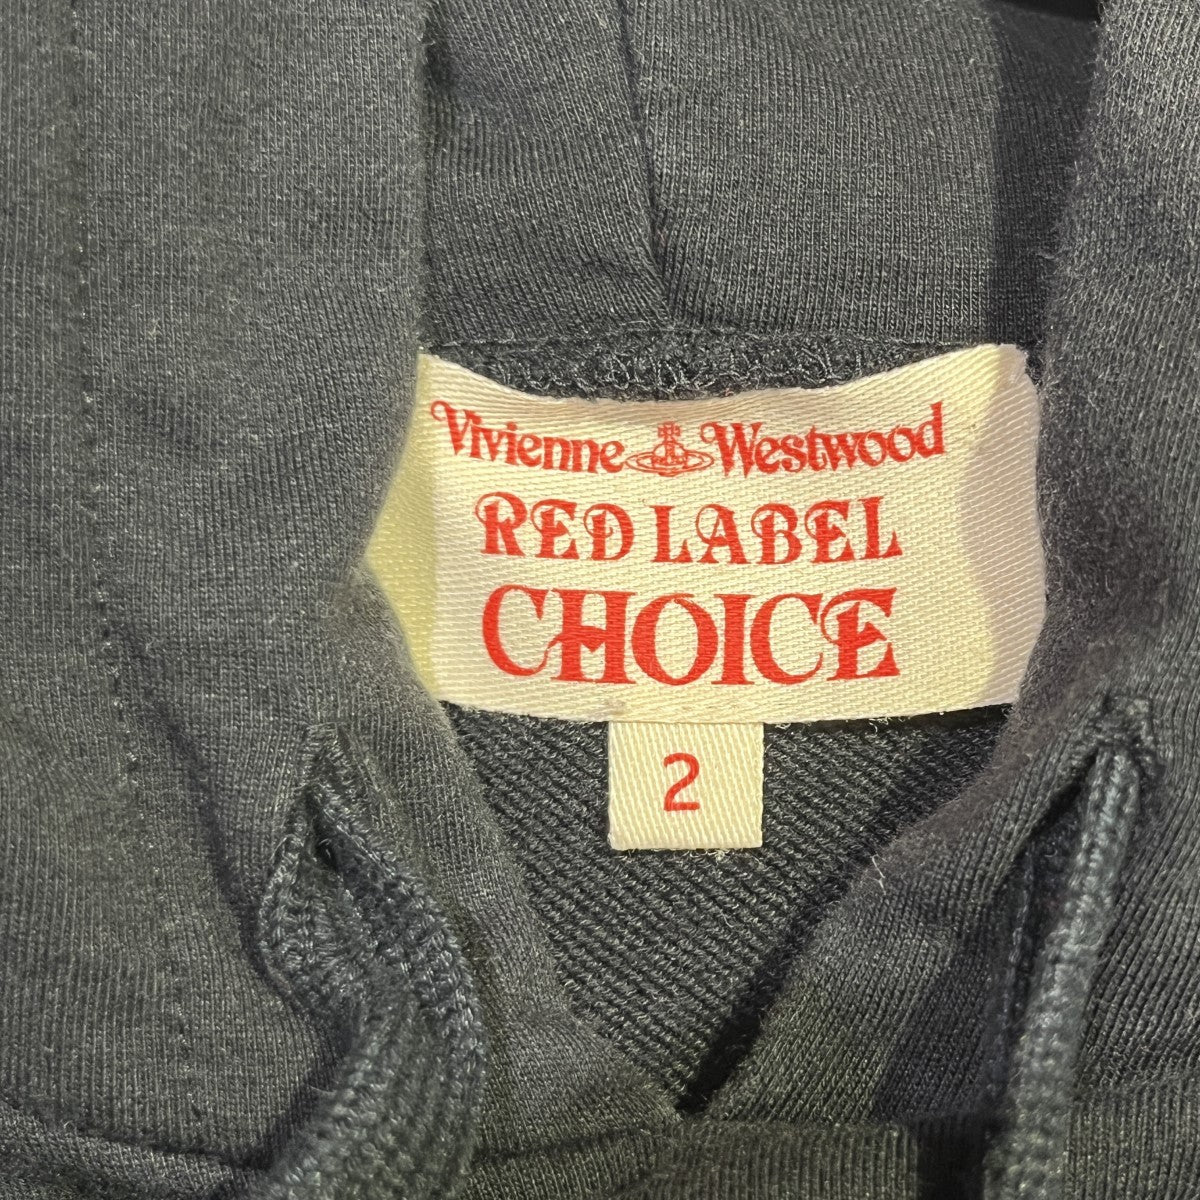 Vivienne Westwood
RED LABEL
CHOICE
2